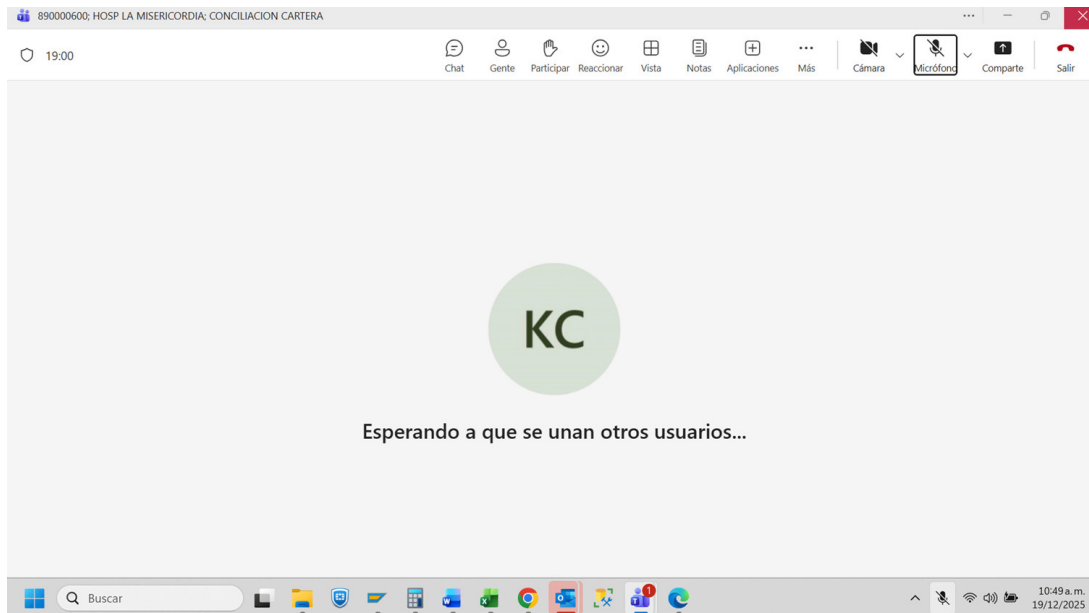 890000600; HOSP LA MISERICORDIA; CONCILIACION CARTERA
19:00
Chat
Gente
Participar
Reaccionar
Vista
Notas
Aplicaciones
Más
Cámara
Micrófono
Comparte
Salir
KC
Esperando a que se unan otros usuarios...
Buscar
1
10:49 a. m.
19/12/2025